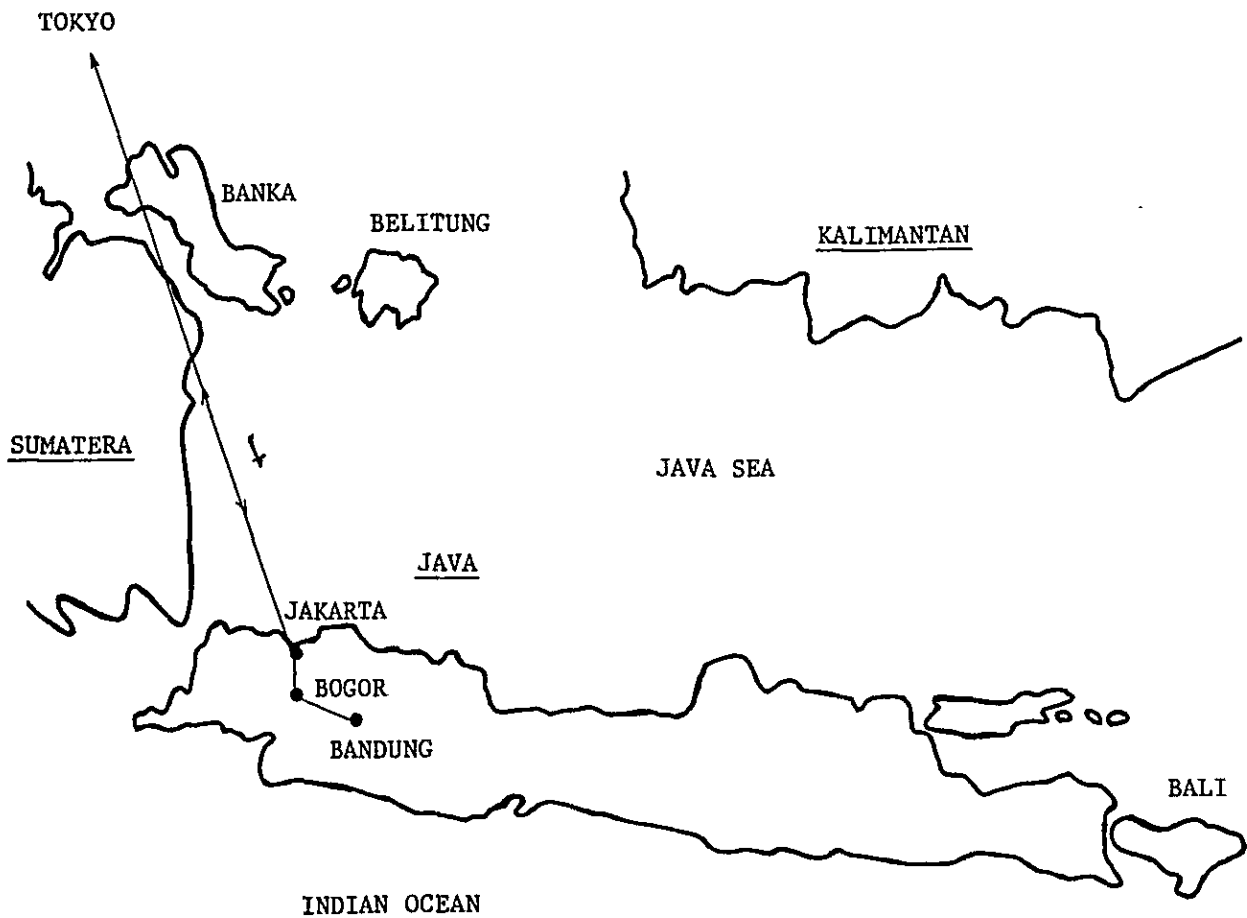 TOKYO
BANKA
BELITUNG
KALIMANTAN
SUMATERA
JAVA SEA
JAVA
JAKARTA
BOGOR
BANDUNG
BALI
INDIAN OCEAN